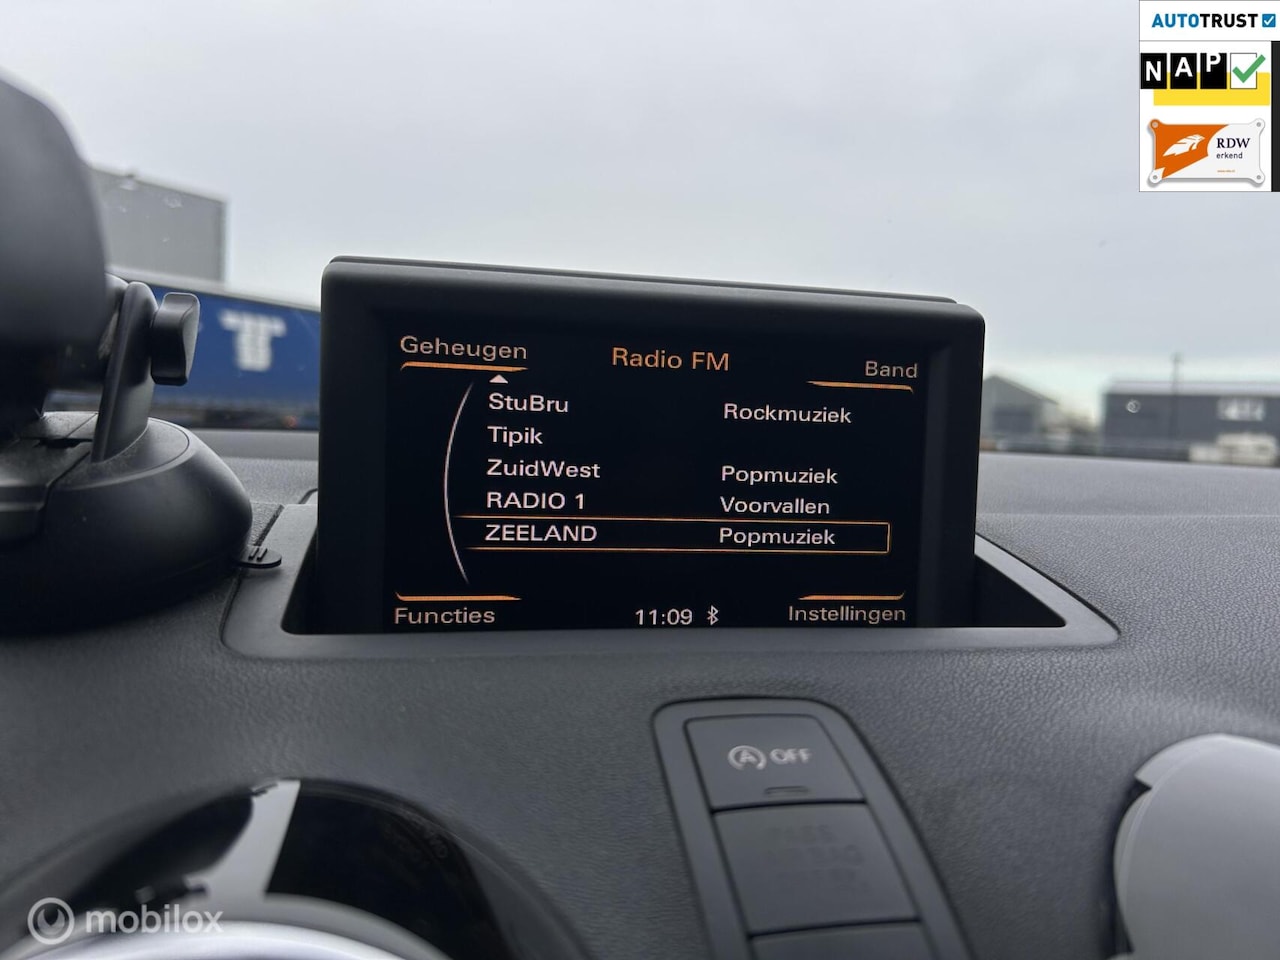 AUTOTRUST
NAP
RDW
erkend
Geheugen
Radio FM
Band
StuBru Rockmuziek
Tipik
ZuidWest Popmuziek
RADIO 1 Voorvallen
ZEELAND Popmuziek
Functies
11:09
Instellingen
A OFF
mobilox